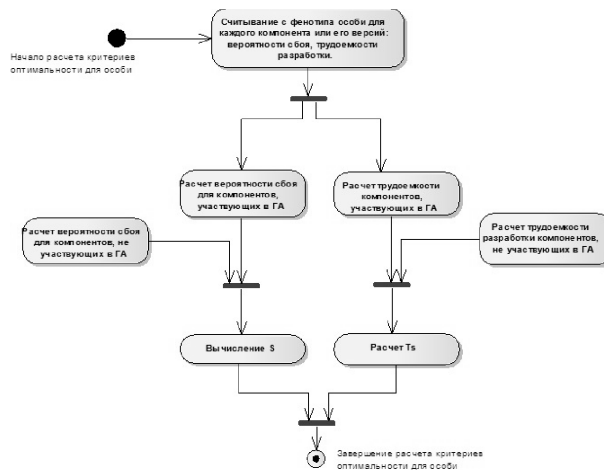 Считывание с фенотипа особи для
каждого компонента или его версий:
вероятности сбоя, трудоемкости
разработки.
Начало расчета критериев
оптимальности для особи
Расчет вероятности сбоя
для компонентов,
участвующих в ГА
Расчет трудоемкости
компонентов,
участвующих в ГА
Расчет вероятности сбоя
для компонентов, не
участвующих в ГА
Расчет трудоемкости
разработки компонентов,
не участвующих в ГА
Вычисление S
Расчет Ts
Завершение расчета критериев
оптимальности для особи